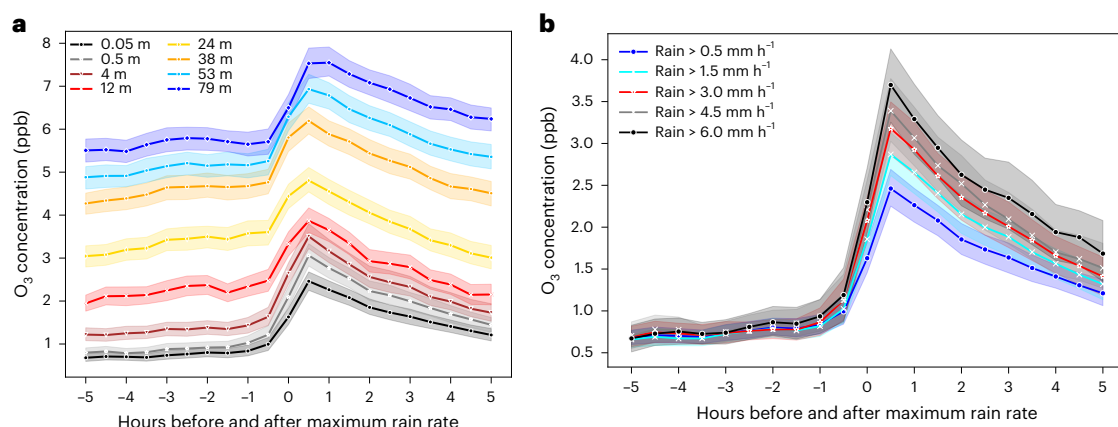 a
8
7
6
5
4
3
2
1
O3 concentration (ppb)
0.05 m
0.5 m
4 m
12 m
24 m
38 m
53 m
79 m
–5 –4 –3 –2 –1 0 1 2 3 4 5
Hours before and after maximum rain rate
b
4.0
3.5
3.0
2.5
2.0
1.5
1.0
0.5
O3 concentration (ppb)
Rain > 0.5 mm h–1
Rain > 1.5 mm h–1
Rain > 3.0 mm h–1
Rain > 4.5 mm h–1
Rain > 6.0 mm h–1
–5 –4 –3 –2 –1 0 1 2 3 4 5
Hours before and after maximum rain rate